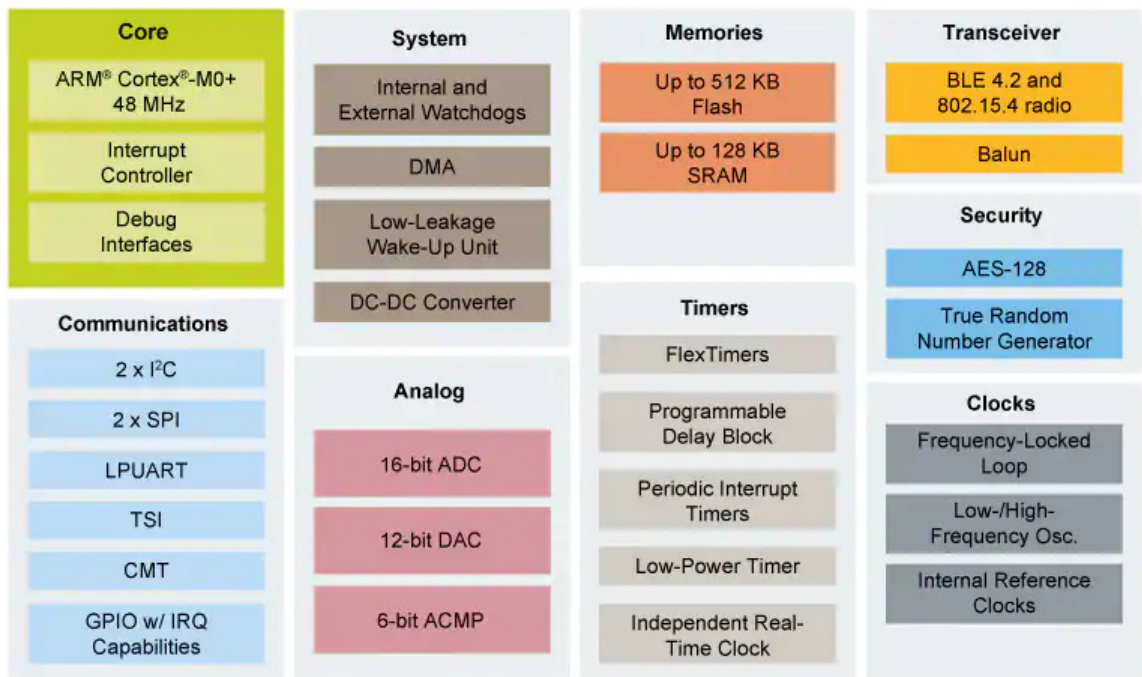 Core
ARM® Cortex®-M0+
48 MHz
Interrupt
Controller
Debug
Interfaces
Communications
2 x I²C
2 x SPI
LPUART
TSI
CMT
GPIO w/ IRQ
Capabilities
System
Internal and
External Watchdogs
DMA
Low-Leakage
Wake-Up Unit
DC-DC Converter
Analog
16-bit ADC
12-bit DAC
6-bit ACMP
Memories
Up to 512 KB
Flash
Up to 128 KB
SRAM
Timers
FlexTimers
Programmable
Delay Block
Periodic Interrupt
Timers
Low-Power Timer
Independent Real-
Time Clock
Transceiver
BLE 4.2 and
802.15.4 radio
Balun
Security
AES-128
True Random
Number Generator
Clocks
Frequency-Locked
Loop
Low-/High-
Frequency Osc.
Internal Reference
Clocks